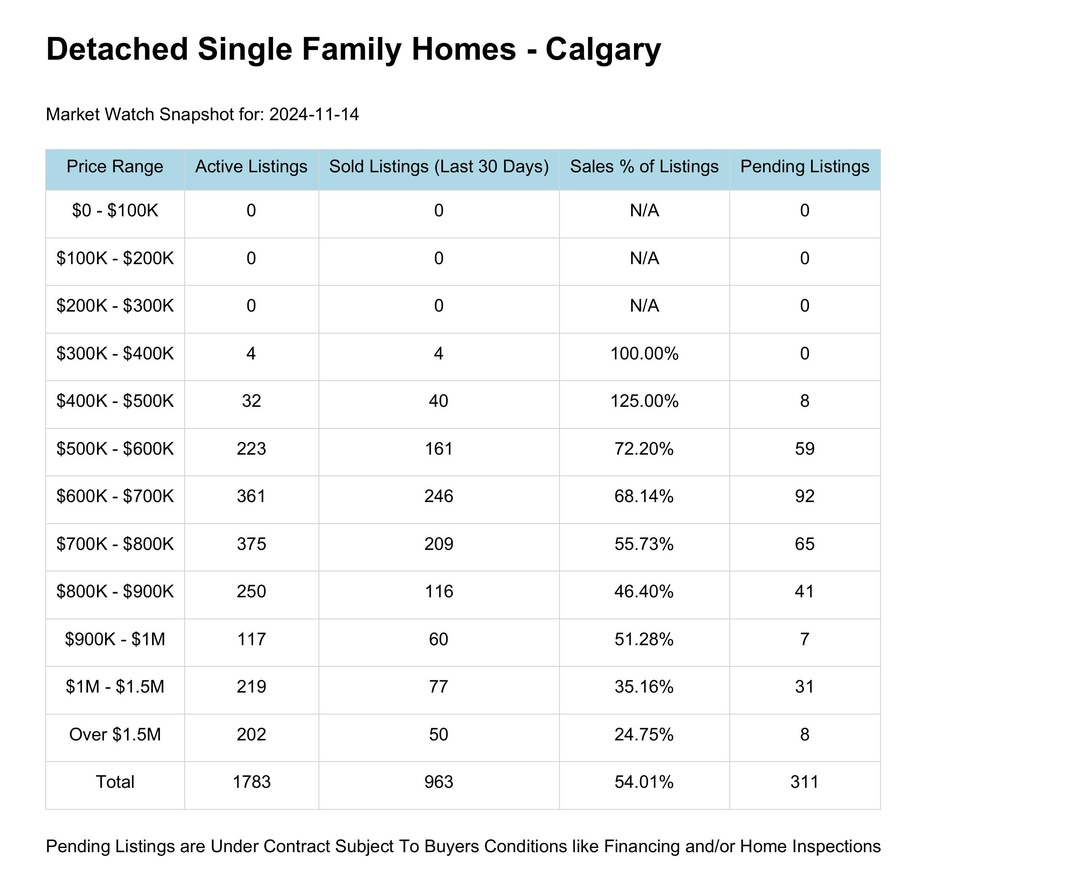 Detached Single Family Homes - Calgary
Market Watch Snapshot for: 2024-11-14
Price Range Active Listings Sold Listings (Last 30 Days) Sales % of Listings Pending Listings
$0 - $100K 0 0 N/A 0
$100K - $200K 0 0 N/A 0
$200K - $300K 0 0 N/A 0
$300K - $400K 4 4 100.00% 0
$400K - $500K 32 40 125.00% 8
$500K - $600K 223 161 72.20% 59
$600K - $700K 361 246 68.14% 92
$700K - $800K 375 209 55.73% 65
$800K - $900K 250 116 46.40% 41
$900K - $1M 117 60 51.28% 7
$1M - $1.5M 219 77 35.16% 31
Over $1.5M 202 50 24.75% 8
Total 1783 963 54.01% 311
Pending Listings are Under Contract Subject To Buyers Conditions like Financing and/or Home Inspections